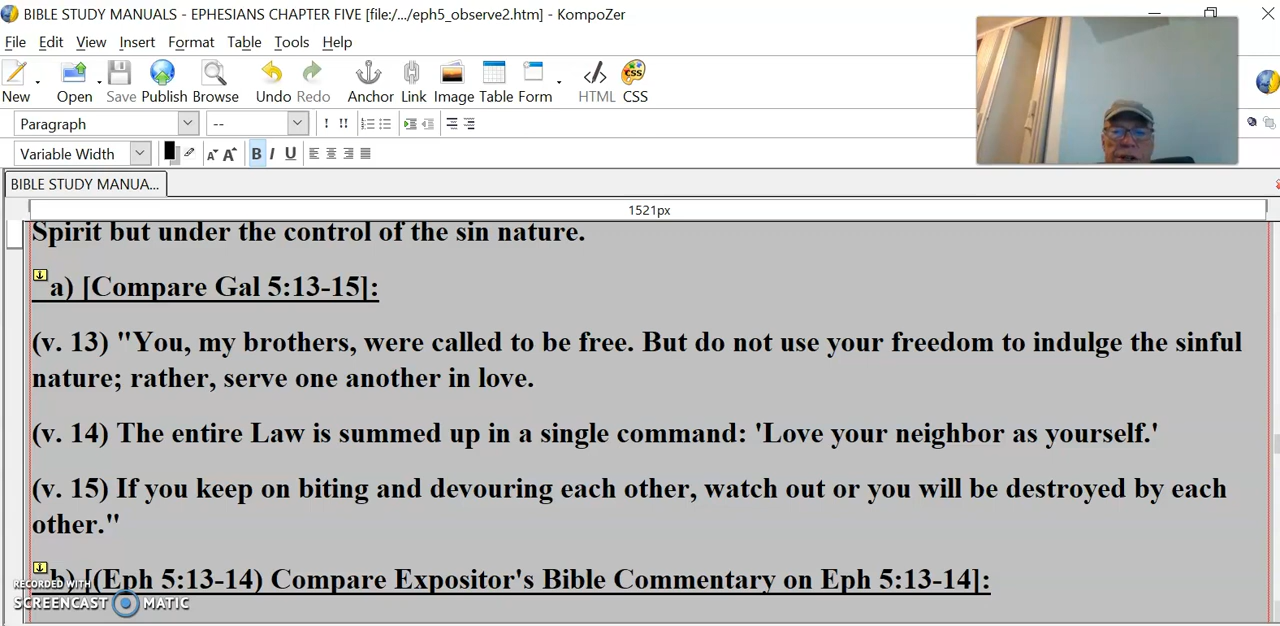 BIBLE STUDY MANUALS - EPHESIANS CHAPTER FIVE [file:/.../eph5_observe2.htm] - KompoZer
File Edit View Insert Format Table Tools Help
New Open Save Publish Browse Undo Redo Anchor Link Image Table Form HTML CSS
Paragraph --
Variable Width B I U
BIBLE STUDY MANUA...
1521px
Spirit but under the control of the sin nature.
a) [Compare Gal 5:13-15]:
(v. 13) "You, my brothers, were called to be free. But do not use your freedom to indulge the sinful
nature; rather, serve one another in love.
(v. 14) The entire Law is summed up in a single command: 'Love your neighbor as yourself.'
(v. 15) If you keep on biting and devouring each other, watch out or you will be destroyed by each
other."
b) [(Eph 5:13-14) Compare Expositor's Bible Commentary on Eph 5:13-14]:
RECORDED WITH
SCREENCAST MATIC